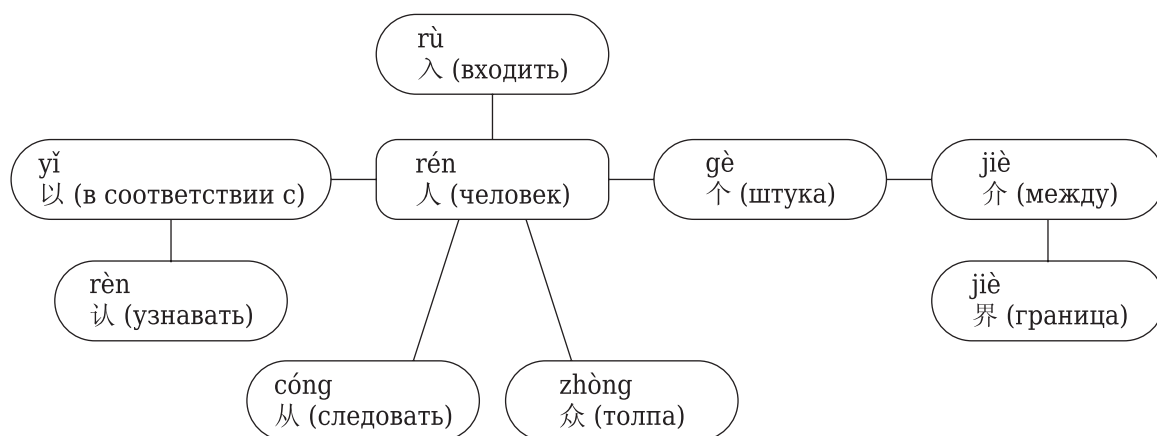 rù
入 (входить)
yǐ
以 (в соответствии с)
rén
人 (человек)
gè
个 (штука)
jiè
介 (между)
rèn
认 (узнавать)
jiè
界 (граница)
cóng
从 (следовать)
zhòng
众 (толпа)